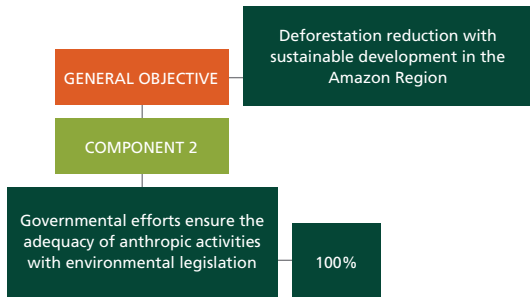 Deforestation reduction with
sustainable development in the
Amazon Region
GENERAL OBJECTIVE
COMPONENT 2
Governmental efforts ensure the
adequacy of anthropic activities
with environmental legislation
100%